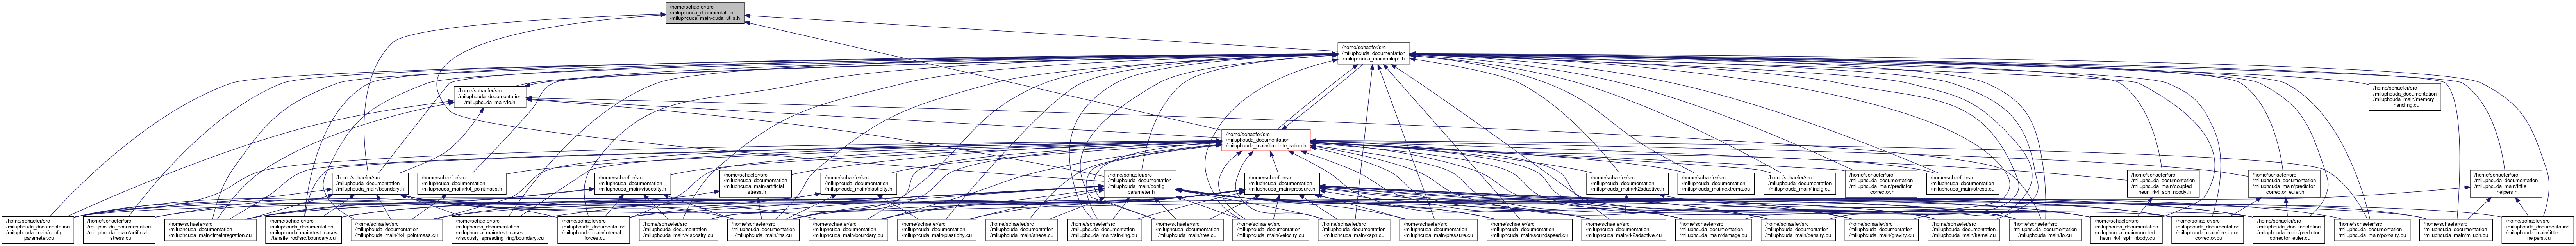 /home/schaefer/src
/miluphcuda_documentation
/miluphcuda_main/cuda_utils.h
/home/schaefer/src
/miluphcuda_documentation
/miluphcuda_main/miluph.h
/home/schaefer/src
/miluphcuda_documentation
/miluphcuda_main/io.h
/home/schaefer/src
/miluphcuda_documentation
/miluphcuda_main/memory
_handling.cu
/home/schaefer/src
/miluphcuda_documentation
/miluphcuda_main/timeintegration.h
/home/schaefer/src
/miluphcuda_documentation
/miluphcuda_main/boundary.h
/home/schaefer/src
/miluphcuda_documentation
/miluphcuda_main/rk4_pointmass.h
/home/schaefer/src
/miluphcuda_documentation
/miluphcuda_main/viscosity.h
/home/schaefer/src
/miluphcuda_documentation
/miluphcuda_main/artificial
_stress.h
/home/schaefer/src
/miluphcuda_documentation
/miluphcuda_main/plasticity.h
/home/schaefer/src
/miluphcuda_documentation
/miluphcuda_main/config
_parameter.h
/home/schaefer/src
/miluphcuda_documentation
/miluphcuda_main/pressure.h
/home/schaefer/src
/miluphcuda_documentation
/miluphcuda_main/rk2adaptive.h
/home/schaefer/src
/miluphcuda_documentation
/miluphcuda_main/extrema.cu
/home/schaefer/src
/miluphcuda_documentation
/miluphcuda_main/linalg.cu
/home/schaefer/src
/miluphcuda_documentation
/miluphcuda_main/predictor
_corrector.h
/home/schaefer/src
/miluphcuda_documentation
/miluphcuda_main/stress.cu
/home/schaefer/src
/miluphcuda_documentation
/miluphcuda_main/coupled
_heun_rk4_sph_nbody.h
/home/schaefer/src
/miluphcuda_documentation
/miluphcuda_main/predictor
_corrector_euler.h
/home/schaefer/src
/miluphcuda_documentation
/miluphcuda_main/little
_helpers.h
/home/schaefer/src
/miluphcuda_documentation
/miluphcuda_main/config
_parameter.cu
/home/schaefer/src
/miluphcuda_documentation
/miluphcuda_main/artificial
_stress.cu
/home/schaefer/src
/miluphcuda_documentation
/miluphcuda_main/timeintegration.cu
/home/schaefer/src
/miluphcuda_documentation
/miluphcuda_main/test_cases
/tensile_rod/src/boundary.cu
/home/schaefer/src
/miluphcuda_documentation
/miluphcuda_main/rk4_pointmass.cu
/home/schaefer/src
/miluphcuda_documentation
/miluphcuda_main/test_cases
/viscously_spreading_ring/boundary.cu
/home/schaefer/src
/miluphcuda_documentation
/miluphcuda_main/internal
_forces.cu
/home/schaefer/src
/miluphcuda_documentation
/miluphcuda_main/viscosity.cu
/home/schaefer/src
/miluphcuda_documentation
/miluphcuda_main/rhs.cu
/home/schaefer/src
/miluphcuda_documentation
/miluphcuda_main/boundary.cu
/home/schaefer/src
/miluphcuda_documentation
/miluphcuda_main/plasticity.cu
/home/schaefer/src
/miluphcuda_documentation
/miluphcuda_main/aneos.cu
/home/schaefer/src
/miluphcuda_documentation
/miluphcuda_main/sinking.cu
/home/schaefer/src
/miluphcuda_documentation
/miluphcuda_main/tree.cu
/home/schaefer/src
/miluphcuda_documentation
/miluphcuda_main/velocity.cu
/home/schaefer/src
/miluphcuda_documentation
/miluphcuda_main/xsph.cu
/home/schaefer/src
/miluphcuda_documentation
/miluphcuda_main/pressure.cu
/home/schaefer/src
/miluphcuda_documentation
/miluphcuda_main/soundspeed.cu
/home/schaefer/src
/miluphcuda_documentation
/miluphcuda_main/rk2adaptive.cu
/home/schaefer/src
/miluphcuda_documentation
/miluphcuda_main/damage.cu
/home/schaefer/src
/miluphcuda_documentation
/miluphcuda_main/density.cu
/home/schaefer/src
/miluphcuda_documentation
/miluphcuda_main/gravity.cu
/home/schaefer/src
/miluphcuda_documentation
/miluphcuda_main/kernel.cu
/home/schaefer/src
/miluphcuda_documentation
/miluphcuda_main/io.cu
/home/schaefer/src
/miluphcuda_documentation
/miluphcuda_main/coupled
_heun_rk4_sph_nbody.cu
/home/schaefer/src
/miluphcuda_documentation
/miluphcuda_main/predictor
_corrector.cu
/home/schaefer/src
/miluphcuda_documentation
/miluphcuda_main/predictor
_corrector_euler.cu
/home/schaefer/src
/miluphcuda_documentation
/miluphcuda_main/porosity.cu
/home/schaefer/src
/miluphcuda_documentation
/miluphcuda_main/miluph.cu
/home/schaefer/src
/miluphcuda_documentation
/miluphcuda_main/little
_helpers.cu